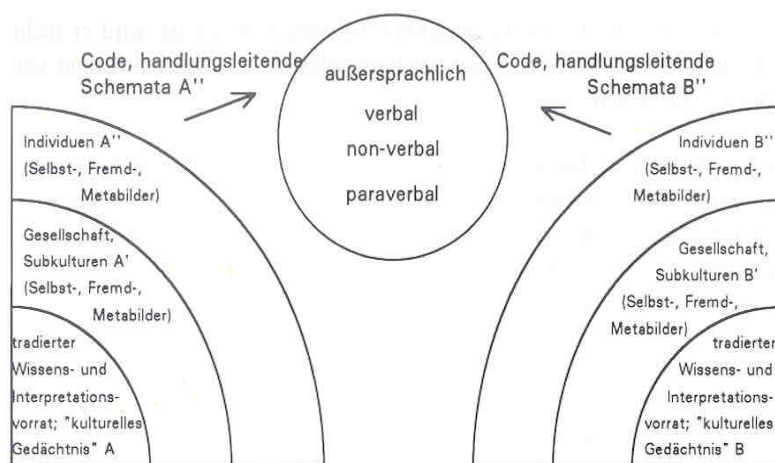 Code, handlungsleitende
Schemata A''
außersprachlich
verbal
non-verbal
paraverbal
Code, handlungsleitende
Schemata B''
Individuen A''
(Selbst-, Fremd-,
Metabilder)
Gesellschaft,
Subkulturen A'
(Selbst-, Fremd-,
Metabilder)
tradierter
Wissens- und
Interpretations-
vorrat; "kulturelles
Gedächtnis" A
Individuen B''
(Selbst-, Fremd-,
Metabilder)
Gesellschaft,
Subkulturen B'
(Selbst-, Fremd-,
Metabilder)
tradierter
Wissens- und
Interpretations-
vorrat; "kulturelles
Gedächtnis" B